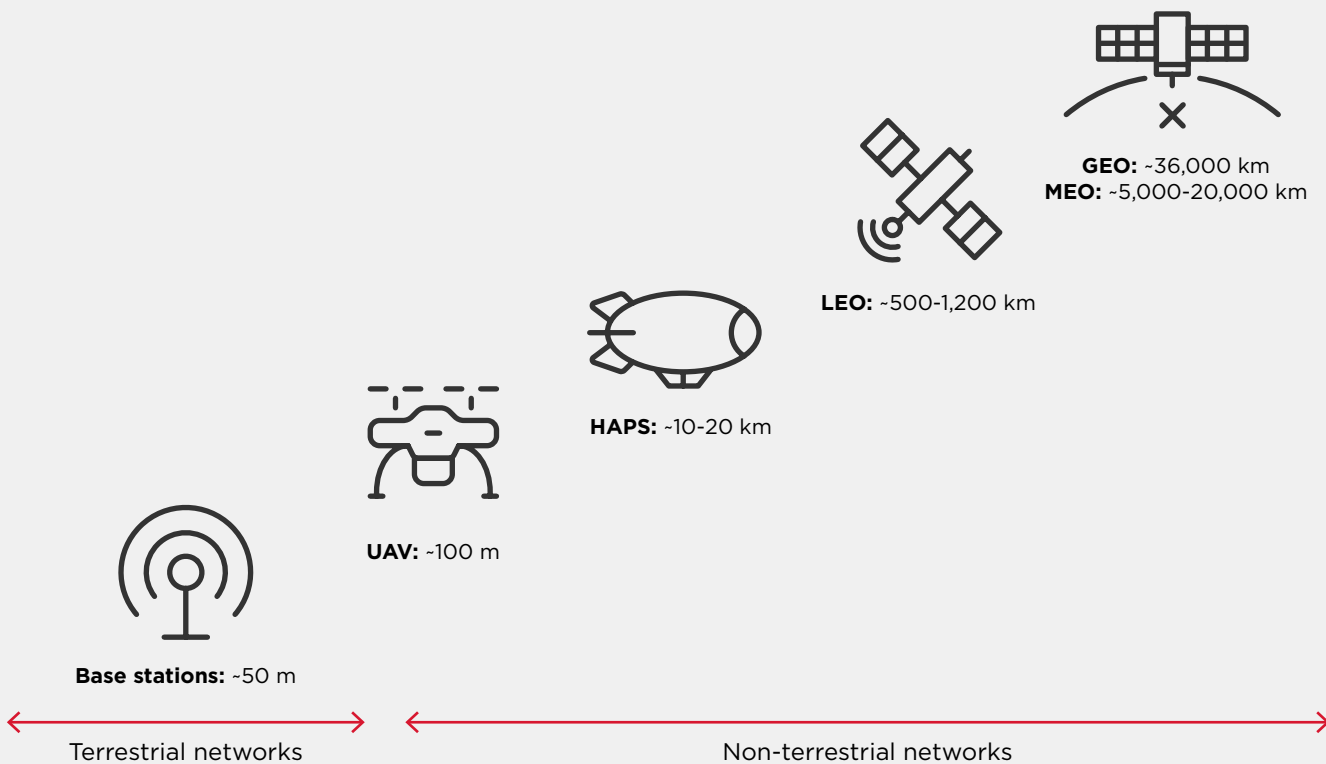 GEO: ~36,000 km
MEO: ~5,000-20,000 km
LEO: ~500-1,200 km
HAPS: ~10-20 km
UAV: ~100 m
Base stations: ~50 m
Terrestrial networks
Non-terrestrial networks